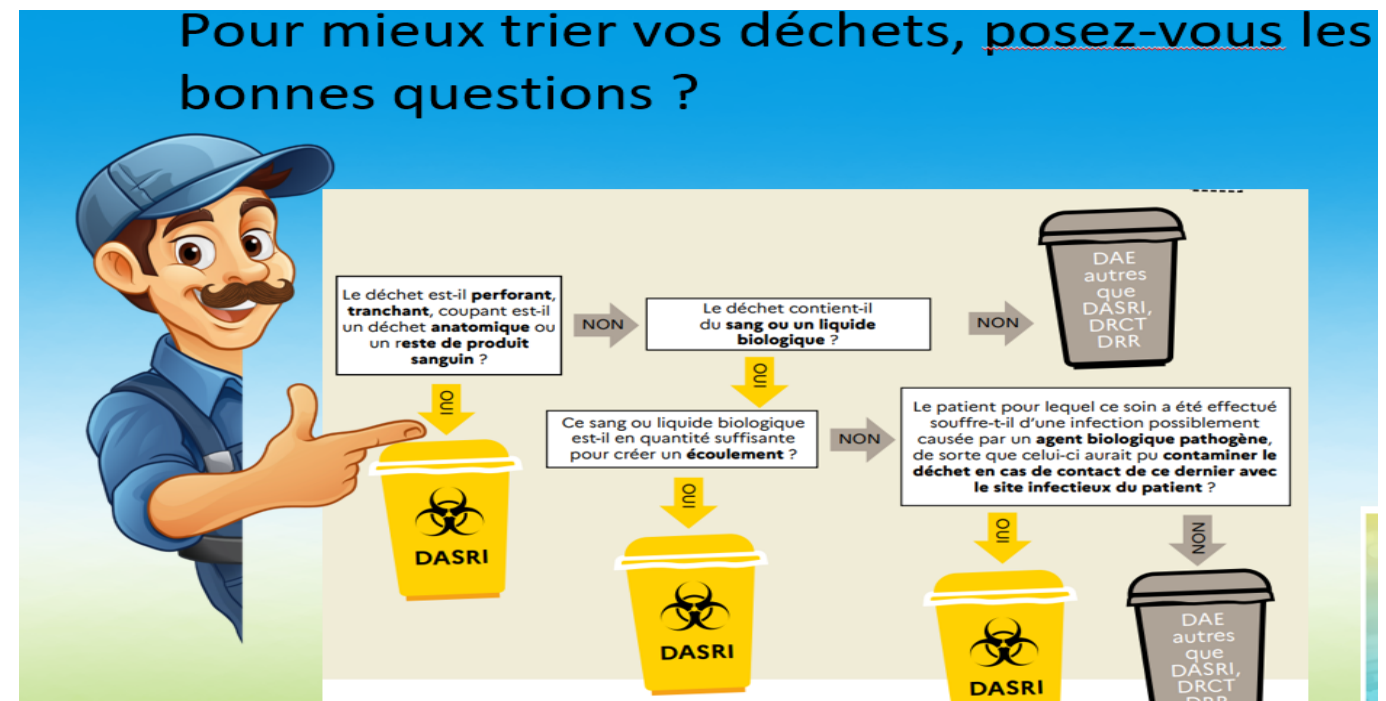 Pour mieux trier vos déchets, posez-vous les
bonnes questions ?
Le déchet est-il perforant,
tranchant, coupant est-il
un déchet anatomique ou
un reste de produit
sanguin ?
NON
Le déchet contient-il
du sang ou un liquide
biologique ?
NON
DAE
autres
que
DASRI,
DRCT
DRR
OUI
OUI
Ce sang ou liquide biologique
est-il en quantité suffisante
pour créer un écoulement ?
NON
Le patient pour lequel ce soin a été effectué
souffre-t-il d'une infection possiblement
causée par un agent biologique pathogène,
de sorte que celui-ci aurait pu contaminer le
déchet en cas de contact de ce dernier avec
le site infectieux du patient ?
DASRI
OUI
DASRI
OUI
DASRI
NON
DAE
autres
que
DASRI,
DRCT
DRR